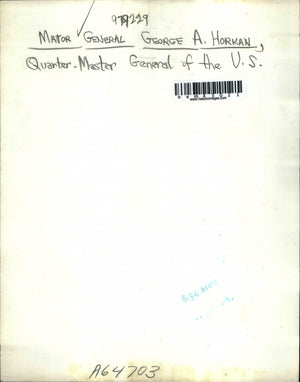 979229
MAJOR GENERAL GEORGE A. HORKAN,
Quarter-Master General of the U.S.
A64703